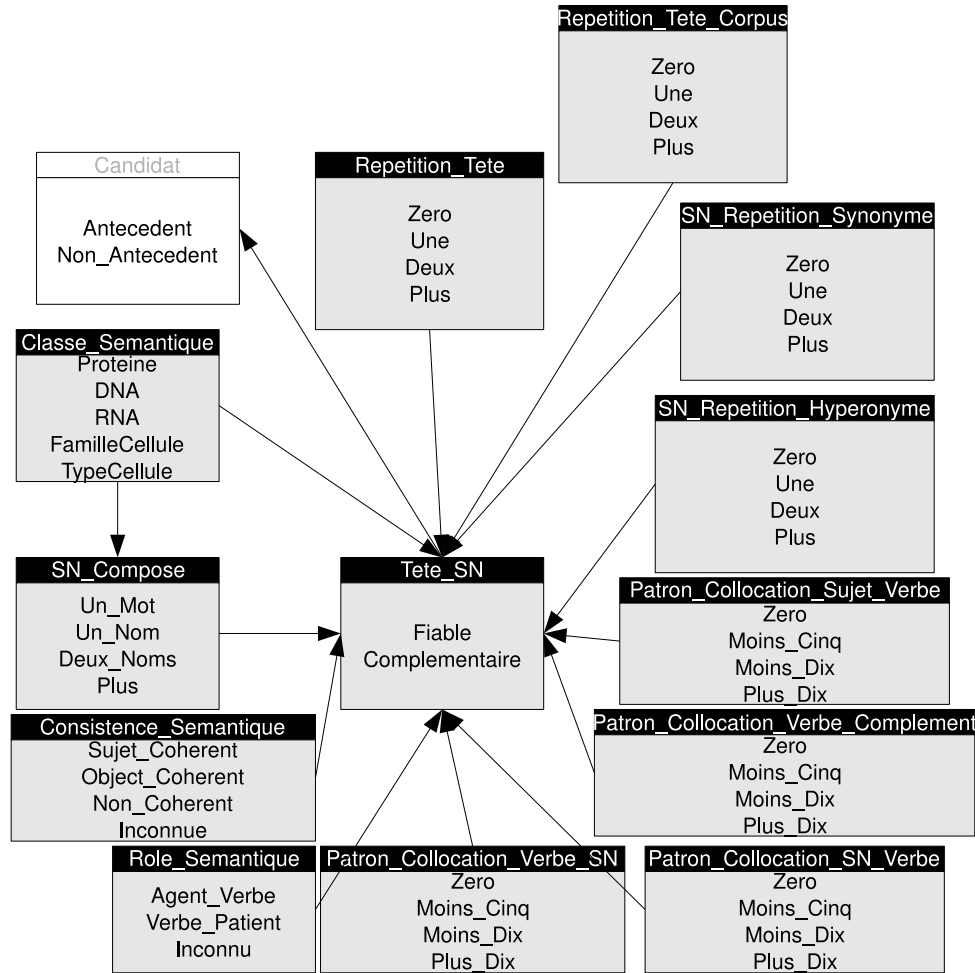 Repetition_Tete_Corpus
Zero
Une
Deux
Plus
Candidat
Antecedent
Non_Antecedent
Repetition_Tete
Zero
Une
Deux
Plus
SN_Repetition_Synonyme
Zero
Une
Deux
Plus
Classe_Semantique
Proteine
DNA
RNA
FamilleCellule
TypeCellule
SN_Repetition_Hyperonyme
Zero
Une
Deux
Plus
SN_Compose
Un_Mot
Un_Nom
Deux_Noms
Plus
Tete_SN
Fiable
Complementaire
Patron_Collocation_Sujet_Verbe
Zero
Moins_Cinq
Moins_Dix
Plus_Dix
Consistence_Semantique
Sujet_Coherent
Object_Coherent
Non_Coherent
Inconnue
Patron_Collocation_Verbe_Complement
Zero
Moins_Cinq
Moins_Dix
Plus_Dix
Role_Semantique
Agent_Verbe
Verbe_Patient
Inconnu
Patron_Collocation_Verbe_SN
Zero
Moins_Cinq
Moins_Dix
Plus_Dix
Patron_Collocation_SN_Verbe
Zero
Moins_Cinq
Moins_Dix
Plus_Dix